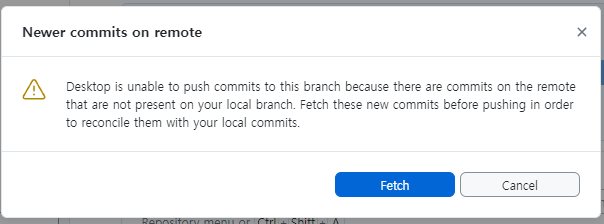 Newer commits on remote
Desktop is unable to push commits to this branch because there are commits on the remote
that are not present on your local branch. Fetch these new commits before pushing in order
to reconcile them with your local commits.
Fetch
Cancel
Repository menu or Ctrl + Shift + A